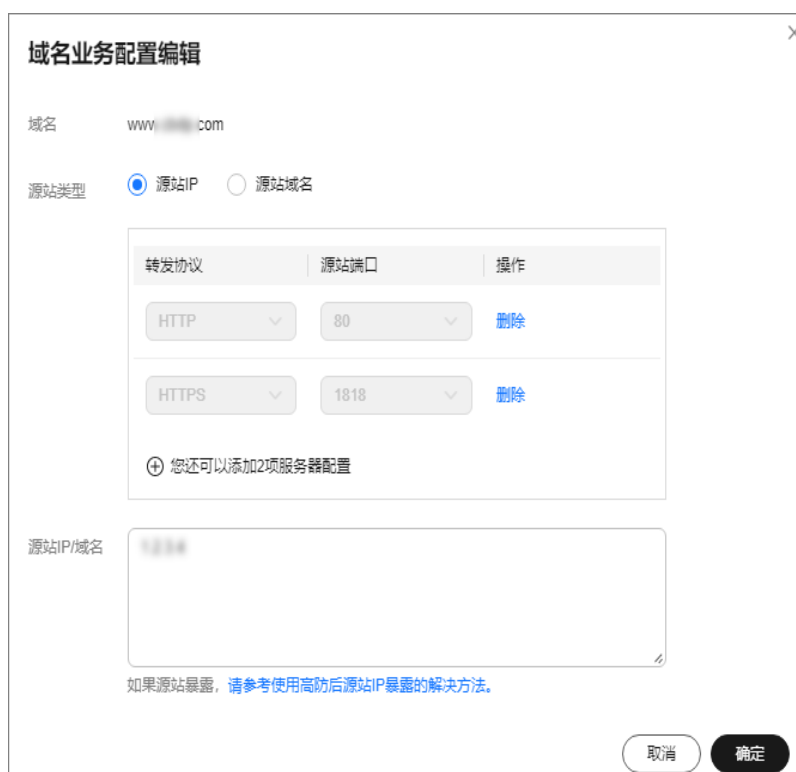 域名业务配置编辑
域名
www. .com
源站类型 源站IP 源站域名
转发协议 源站端口 操作
HTTP 80 删除
HTTPS 1818 删除
您还可以添加2项服务器配置
源站IP/域名
如果源站暴露，请参考使用高防后源站IP暴露的解决方法。
取消 确定